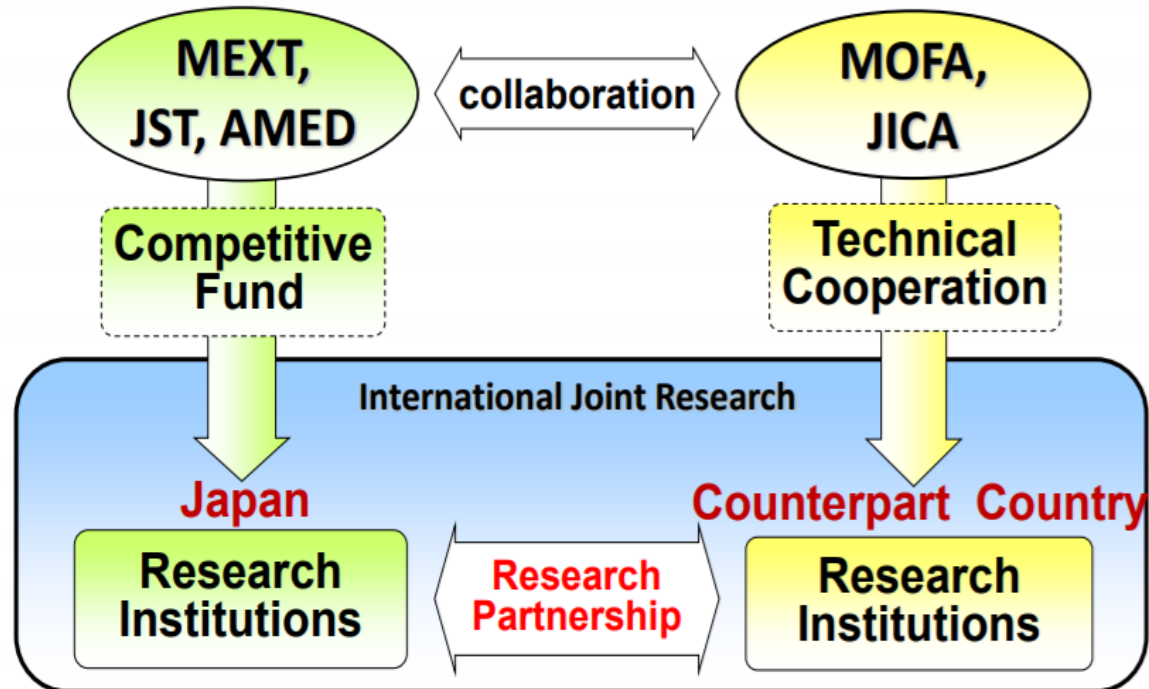 MEXT,
JST, AMED
collaboration
MOFA,
JICA
Competitive
Fund
Technical
Cooperation
International Joint Research
Japan
Counterpart Country
Research
Institutions
Research
Partnership
Research
Institutions